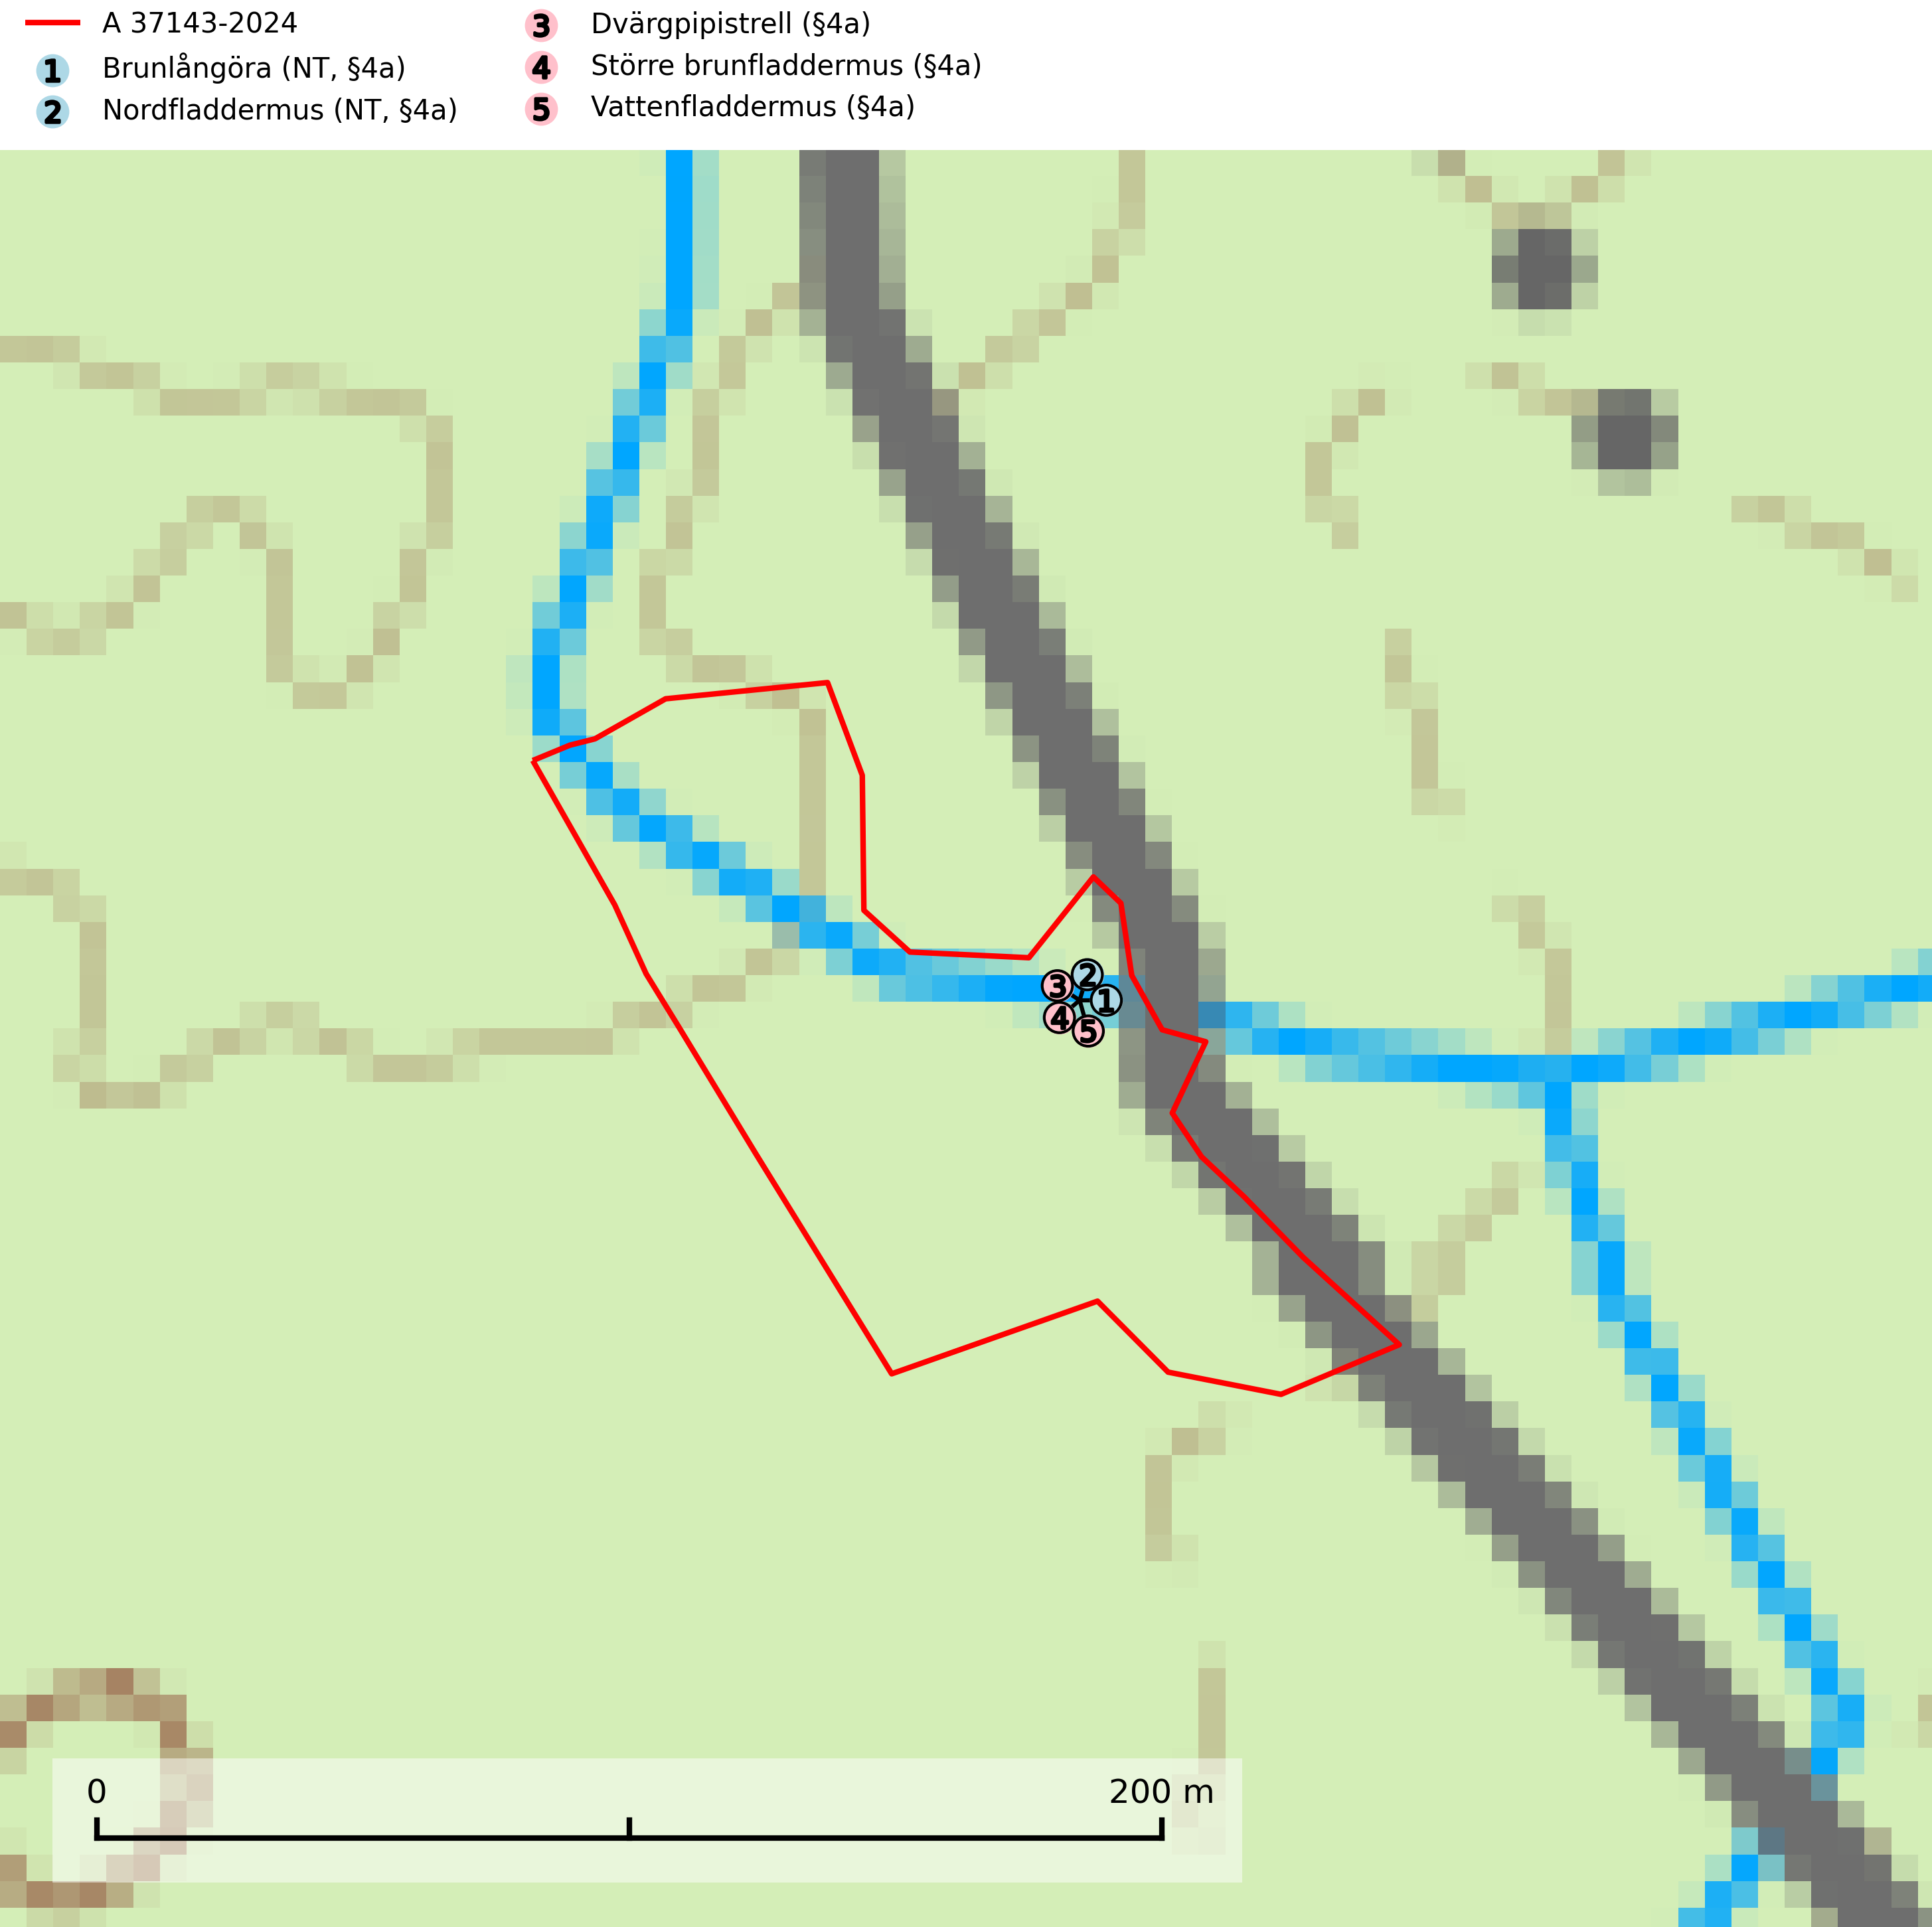 A 37143-2024
1 Brunlångöra (NT, §4a)
2 Nordfladdermus (NT, §4a)
3 Dvärgpipistrell (§4a)
4 Större brunfladdermus (§4a)
5 Vattenfladdermus (§4a)
2
3
1
4
5
0 200 m